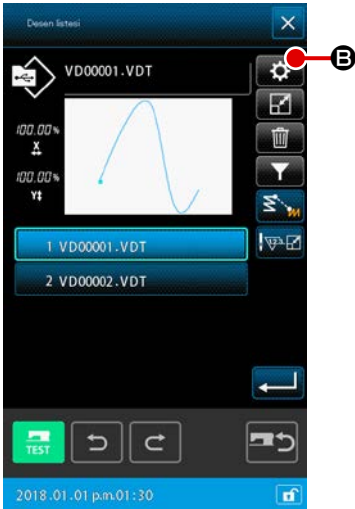 Desen listesi
B
VD00001.VDT
100.00%
X
100.00%
Y
1 VD00001.VDT
2 VD00002.VDT
TEST
2018.01.01 p.m.01:30